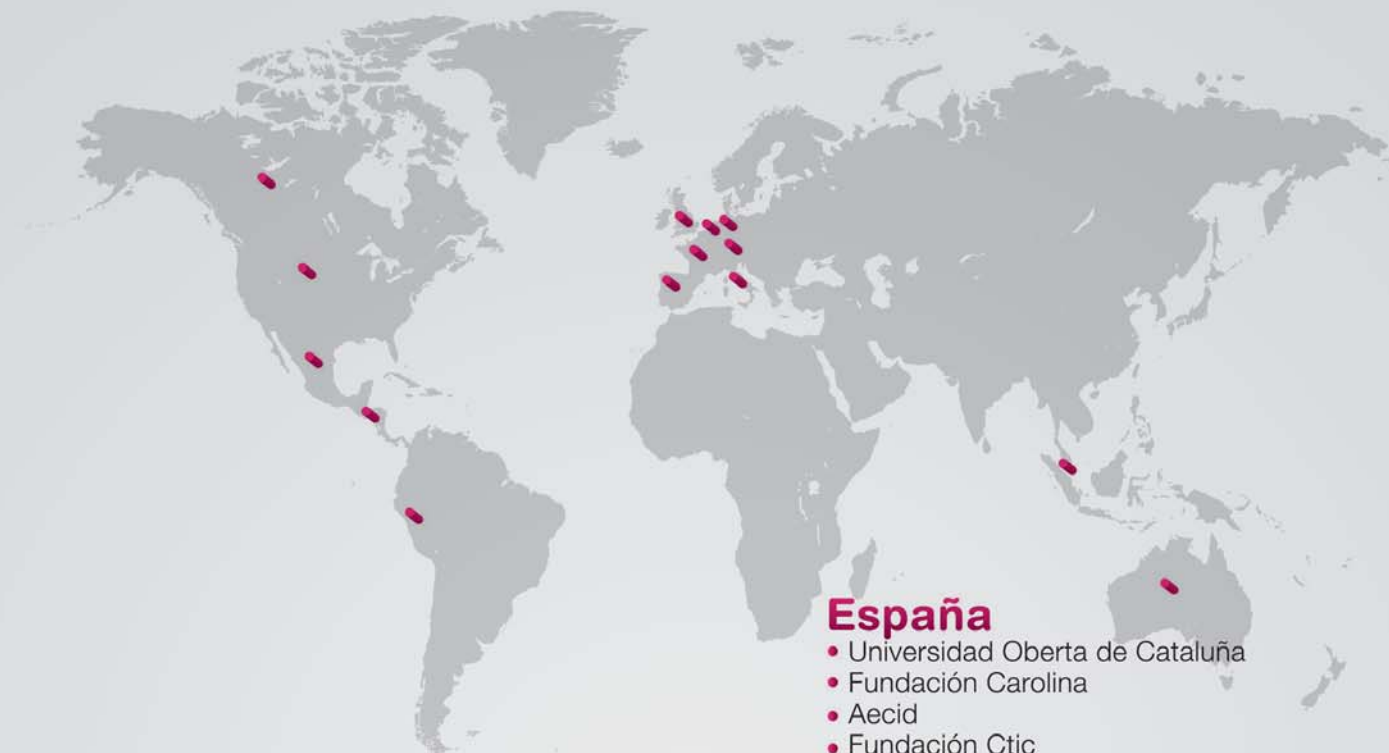 España
• Universidad Oberta de Cataluña
• Fundación Carolina
• Aecid
• Fundación Ctic